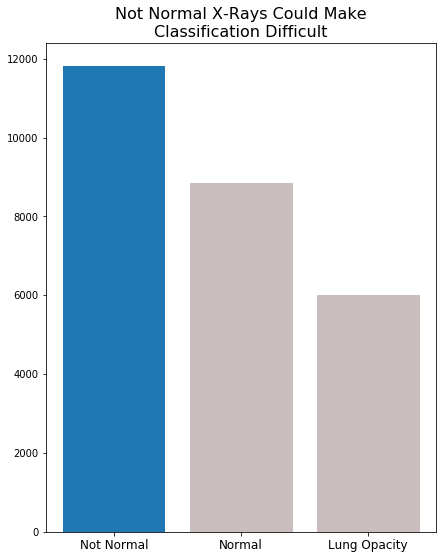 Not Normal X-Rays Could Make
Classification Difficult
12000
10000
8000
6000
4000
2000
0
Not Normal
Normal
Lung Opacity